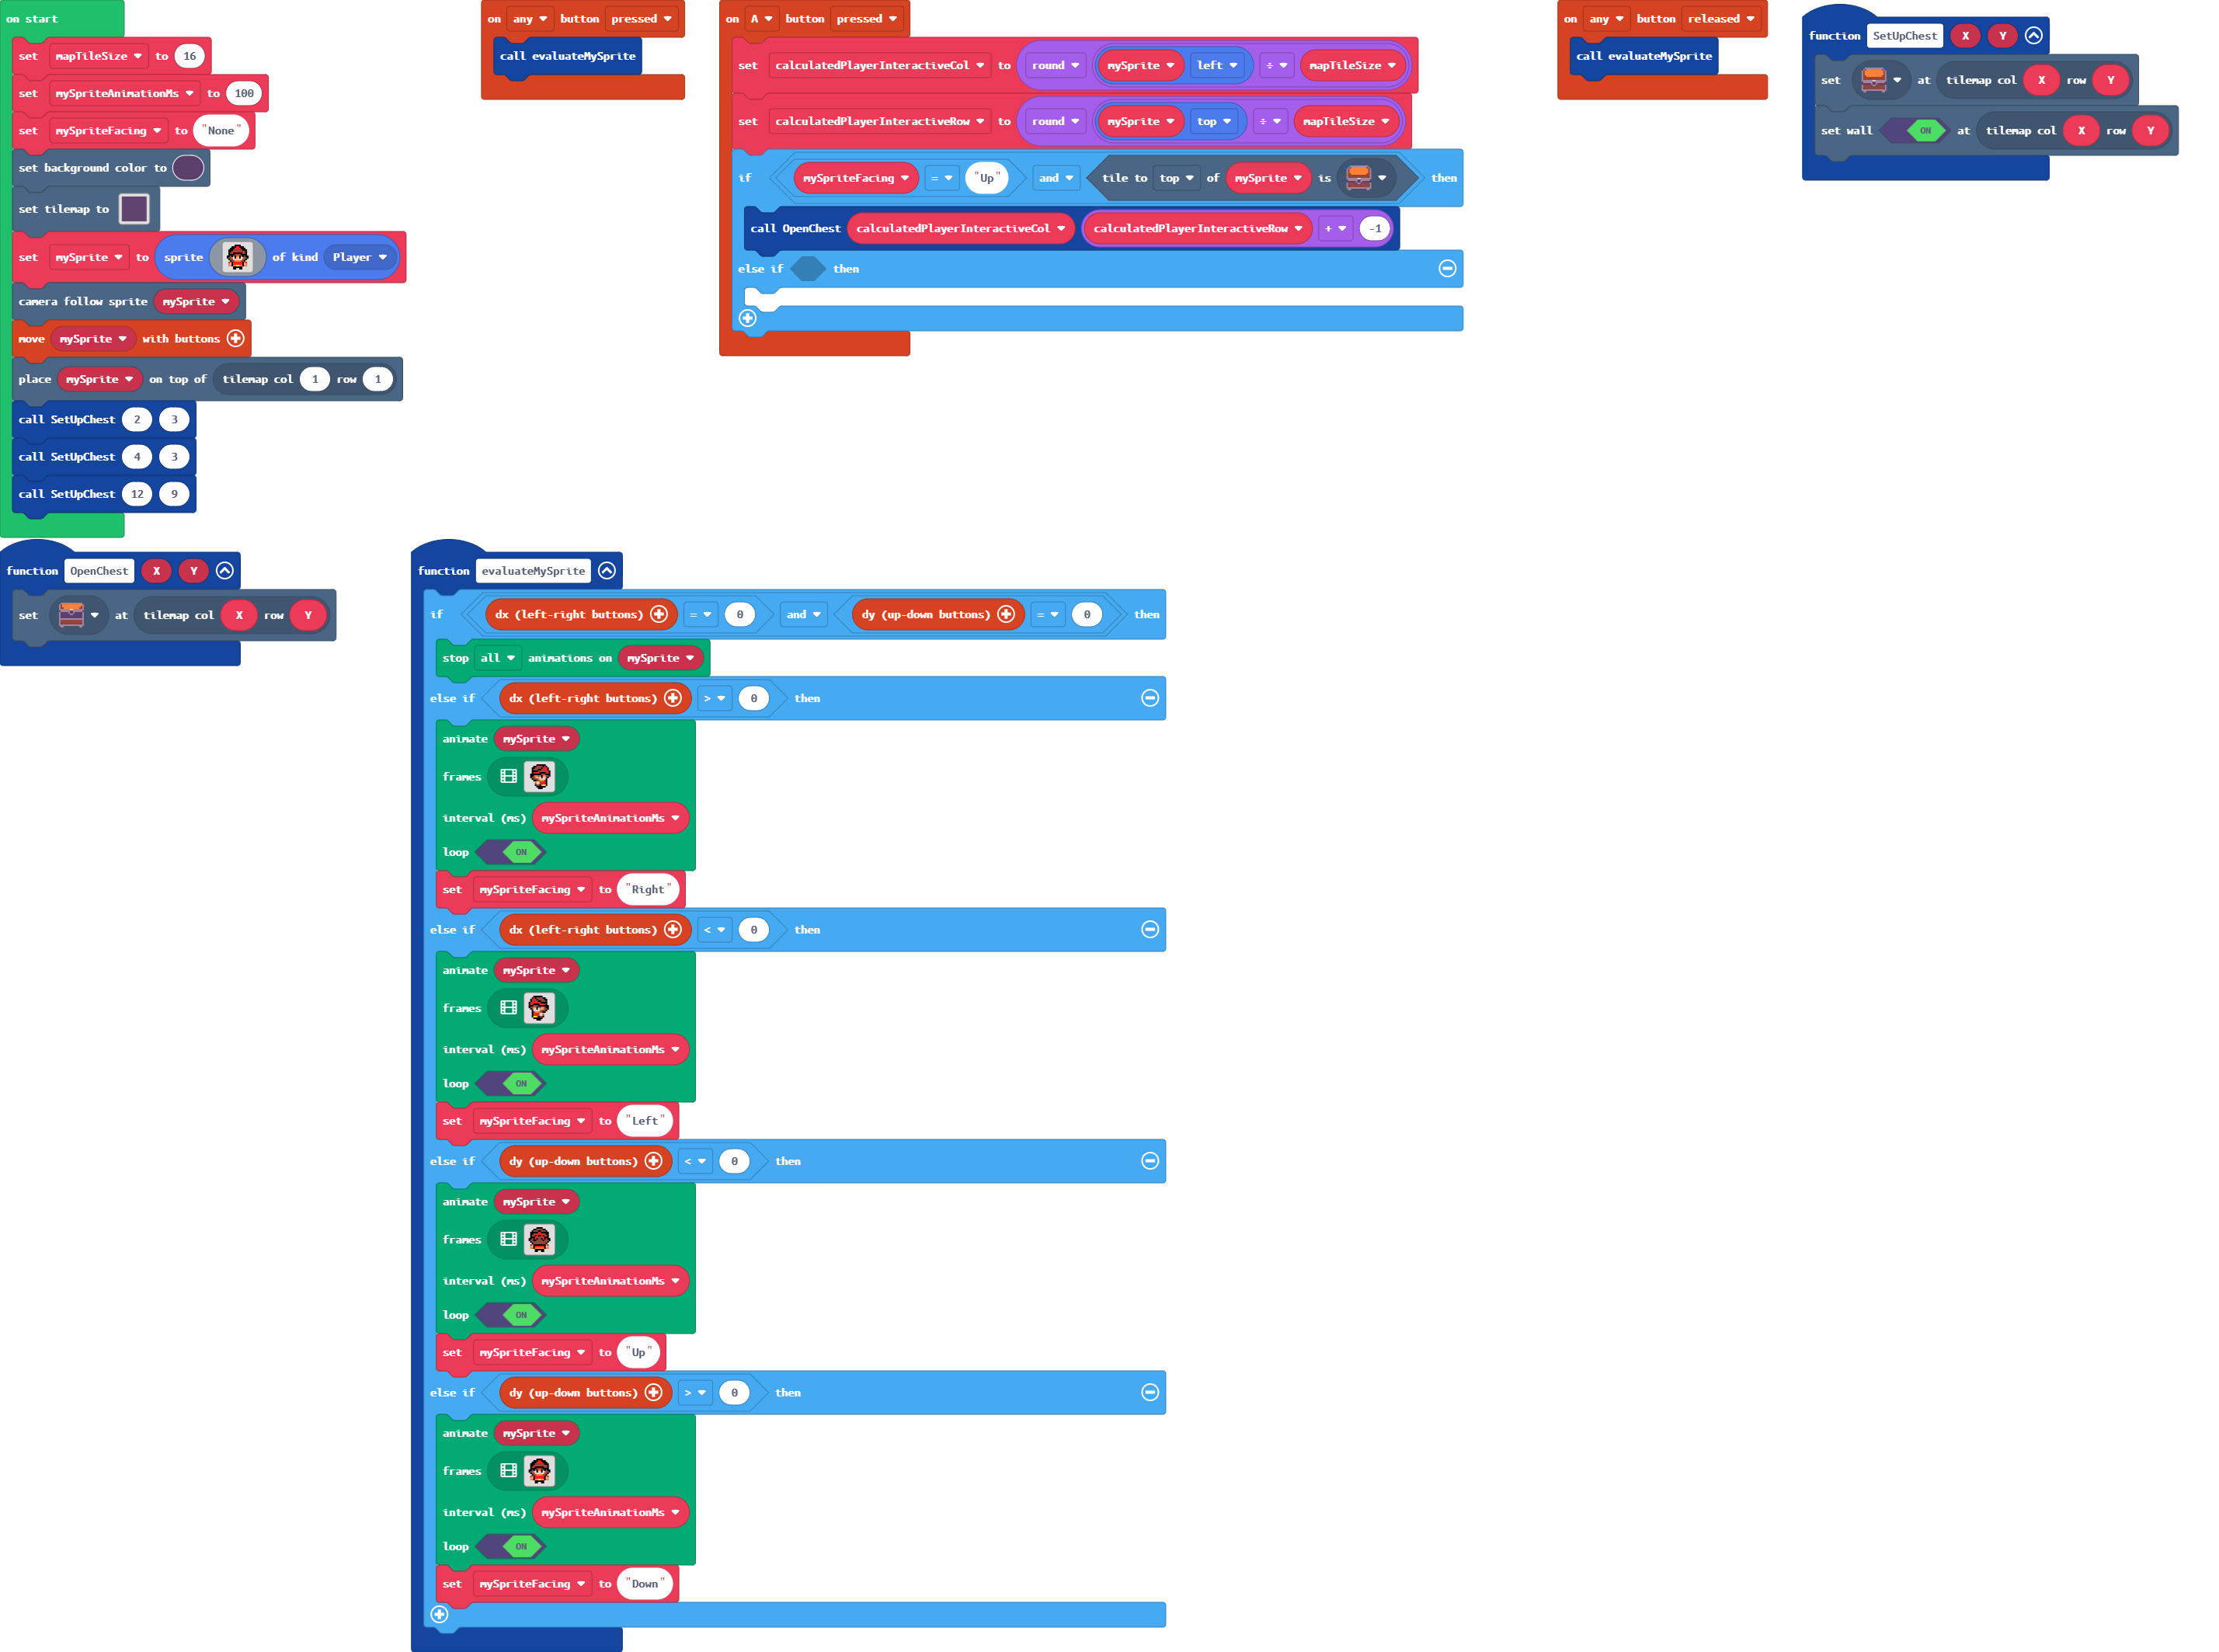 on start
set mapTileSize to 16
set mySpriteAnimationMs to 100
set mySpriteFacing to "None"
set background color to
set tilemap to
set mySprite to sprite of kind Player
camera follow sprite mySprite
move mySprite with buttons
place mySprite on top of tilemap col 1 row 1
call SetUpChest 2 3
call SetUpChest 4 3
call SetUpChest 12 9
on any button pressed
call evaluateMySprite
on A button pressed
set calculatedPlayerInteractiveCol to round mySprite left ÷ mapTileSize
set calculatedPlayerInteractiveRow to round mySprite top ÷ mapTileSize
if mySpriteFacing = "Up" and tile to top of mySprite is then
call OpenChest calculatedPlayerInteractiveCol calculatedPlayerInteractiveRow + -1
else if then
on any button released
call evaluateMySprite
function SetUpChest X Y
set at tilemap col X row Y
set wall ON at tilemap col X row Y
function OpenChest X Y
set at tilemap col X row Y
function evaluateMySprite
if dx (left-right buttons) = 0 and dy (up-down buttons) = 0 then
stop all animations on mySprite
else if dx (left-right buttons) > 0 then
animate mySprite
frames
interval (ms) mySpriteAnimationMs
loop ON
set mySpriteFacing to "Right"
else if dx (left-right buttons) < 0 then
animate mySprite
frames
interval (ms) mySpriteAnimationMs
loop ON
set mySpriteFacing to "Left"
else if dy (up-down buttons) < 0 then
animate mySprite
frames
interval (ms) mySpriteAnimationMs
loop ON
set mySpriteFacing to "Up"
else if dy (up-down buttons) > 0 then
animate mySprite
frames
interval (ms) mySpriteAnimationMs
loop ON
set mySpriteFacing to "Down"